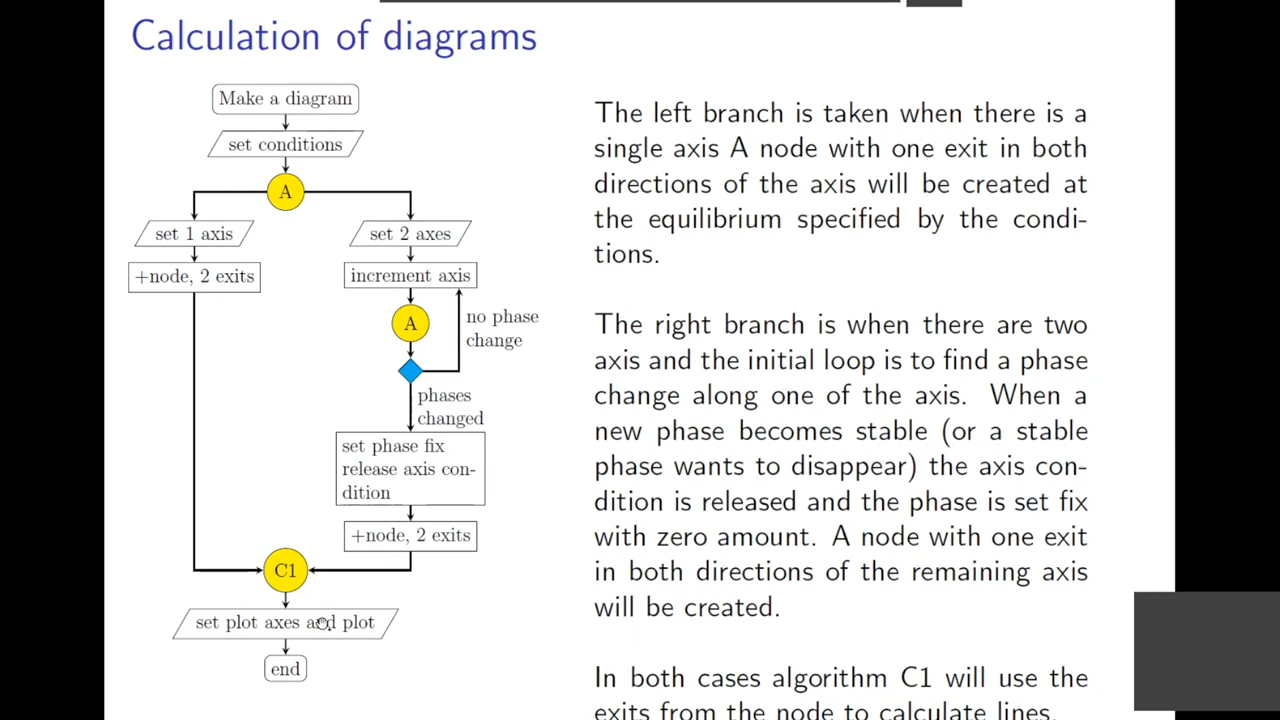 Calculation of diagrams
Make a diagram
set conditions
A
set 1 axis
set 2 axes
+node, 2 exits
increment axis
A
no phase
change
phases
changed
set phase fix
release axis con-
dition
+node, 2 exits
C1
set plot axes and plot
end
The left branch is taken when there is a
single axis A node with one exit in both
directions of the axis will be created at
the equilibrium specified by the condi-
tions.
The right branch is when there are two
axis and the initial loop is to find a phase
change along one of the axis. When a
new phase becomes stable (or a stable
phase wants to disappear) the axis con-
dition is released and the phase is set fix
with zero amount. A node with one exit
in both directions of the remaining axis
will be created.
In both cases algorithm C1 will use the
exits from the node to calculate lines.